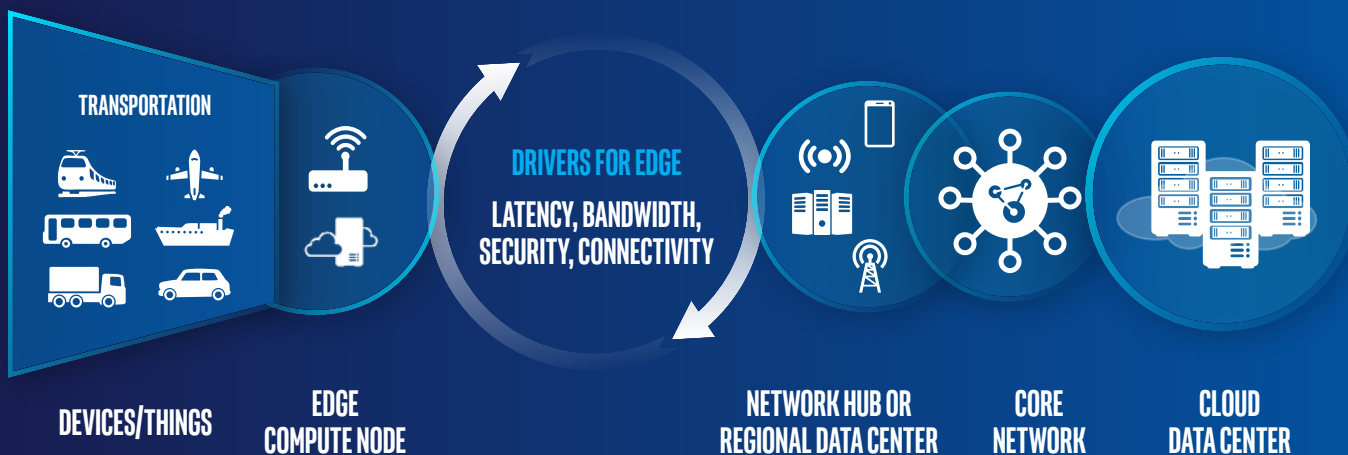 TRANSPORTATION
DRIVERS FOR EDGE
LATENCY, BANDWIDTH,
SECURITY, CONNECTIVITY
DEVICES/THINGS
EDGE
COMPUTE NODE
NETWORK HUB OR
REGIONAL DATA CENTER
CORE
NETWORK
CLOUD
DATA CENTER